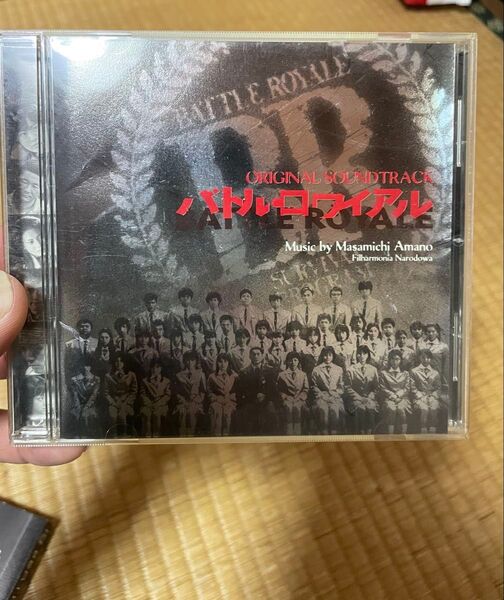 BATTLE ROYALE
BR
ORIGINAL SOUNDTRACK
バトル・ロワイアル
BATTLE ROYALE
Music by Masamichi Amano
Filharmonia Narodowa